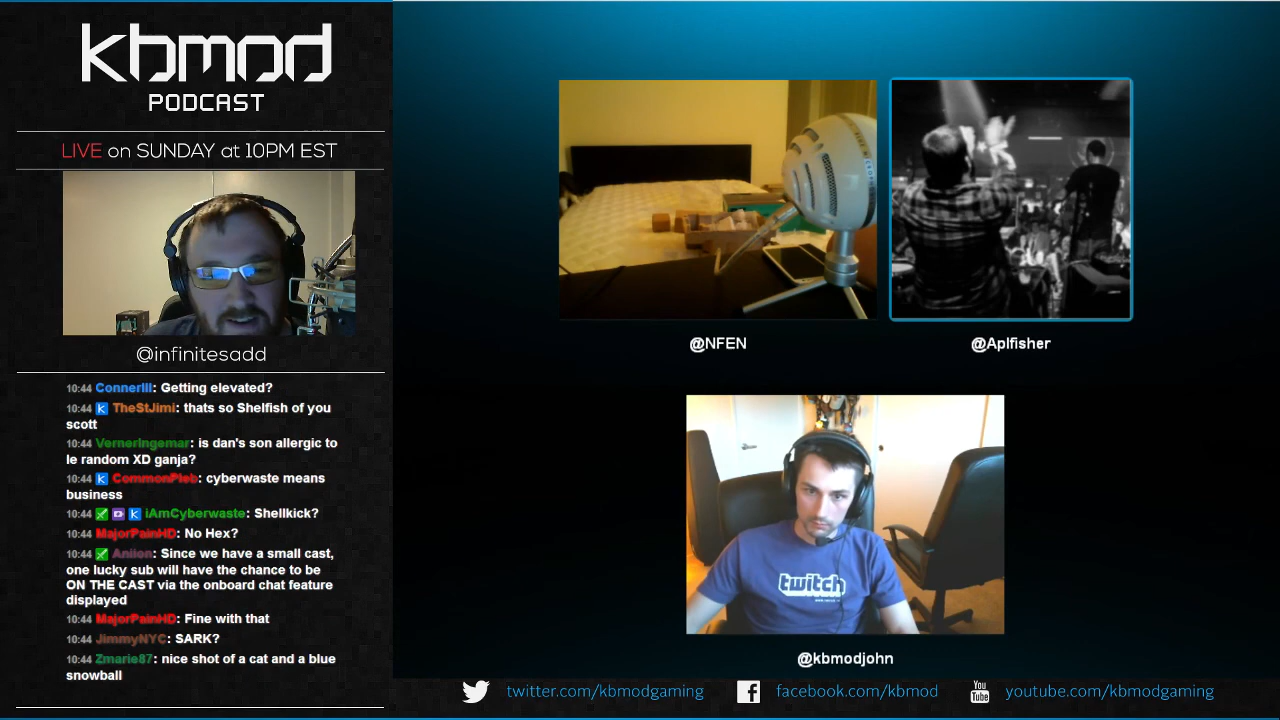 kbmod
PODCAST
LIVE on SUNDAY at 10PM EST
@infinitesadd
10:44 ConnerIII: Getting elevated?
10:44 K TheStJimi: thats so Shelfish of you
scott
10:44 VernerIngemar: is dan's son allergic to
le random XD ganja?
10:44 K CommonPleb: cyberwaste means
business
10:44 K iAmCyberwaste: Shellkick?
10:44 MajorPainHD: No Hex?
10:44 Aniion: Since we have a small cast,
one lucky sub will have the chance to be
ON THE CAST via the onboard chat feature
displayed
10:44 MajorPainHD: Fine with that
10:44 JimmyNYC: SARK?
10:44 Zmarie87: nice shot of a cat and a blue
snowball
@NFEN
@Aplfisher
twitch
@kbmodjohn
twitter.com/kbmodgaming
facebook.com/kbmod
You
Tube
youtube.com/kbmodgaming